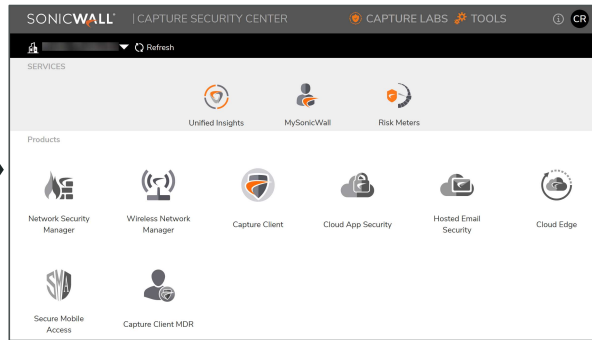 SONICWALL | CAPTURE SECURITY CENTER
CAPTURE LABS
TOOLS
CR
Refresh
SERVICES
Unified Insights
MySonicWall
Risk Meters
Products
Network Security
Manager
Wireless Network
Manager
Capture Client
Cloud App Security
Hosted Email
Security
Cloud Edge
SMA
Secure Mobile
Access
Capture Client MDR